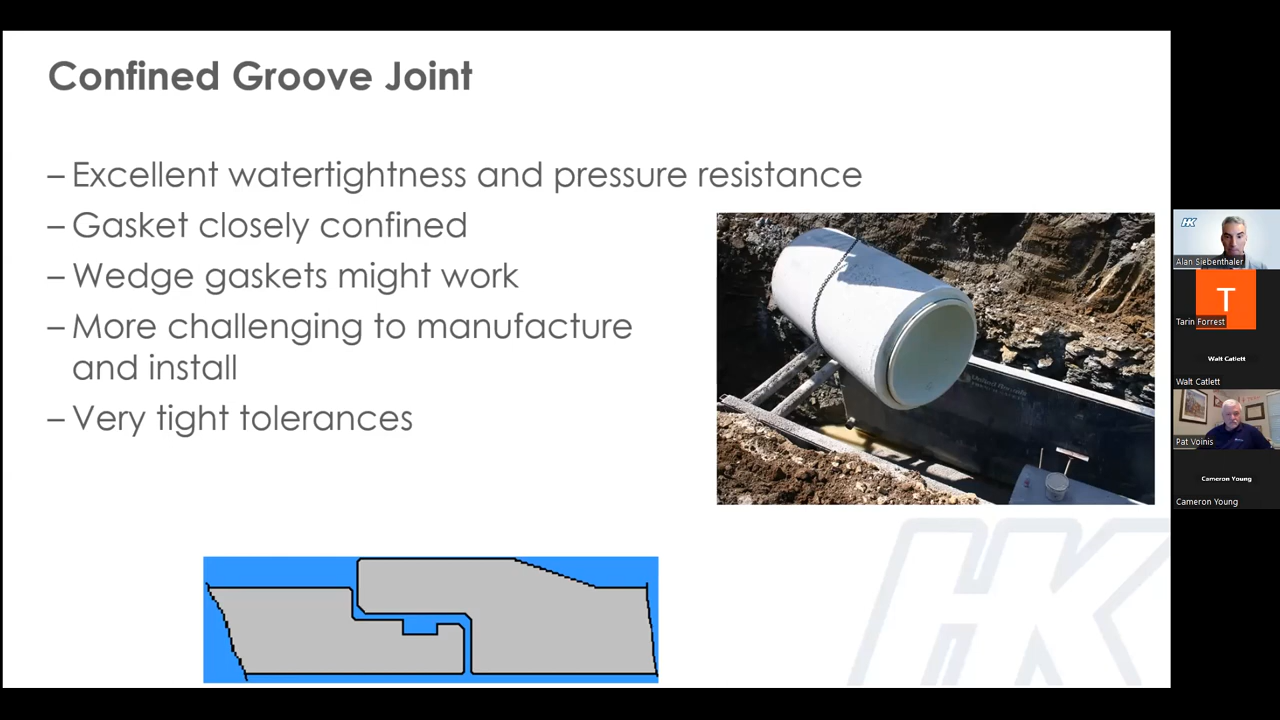 Confined Groove Joint
– Excellent watertightness and pressure resistance
– Gasket closely confined
– Wedge gaskets might work
– More challenging to manufacture
and install
– Very tight tolerances
HK
HK
Alan Siebenthaler
T
Tarin Forrest
Walt Catlett
Walt Catlett
Pat Voinis
Cameron Young
Cameron Young